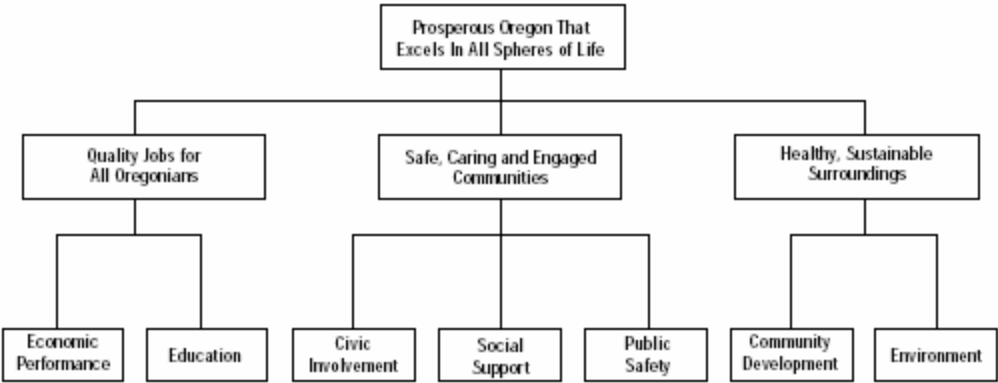 Prosperous Oregon That
Excels In All Spheres of Life
Quality Jobs for
All Oregonians
Safe, Caring and Engaged
Communities
Healthy, Sustainable
Surroundings
Economic
Performance
Education
Civic
Involvement
Social
Support
Public
Safety
Community
Development
Environment